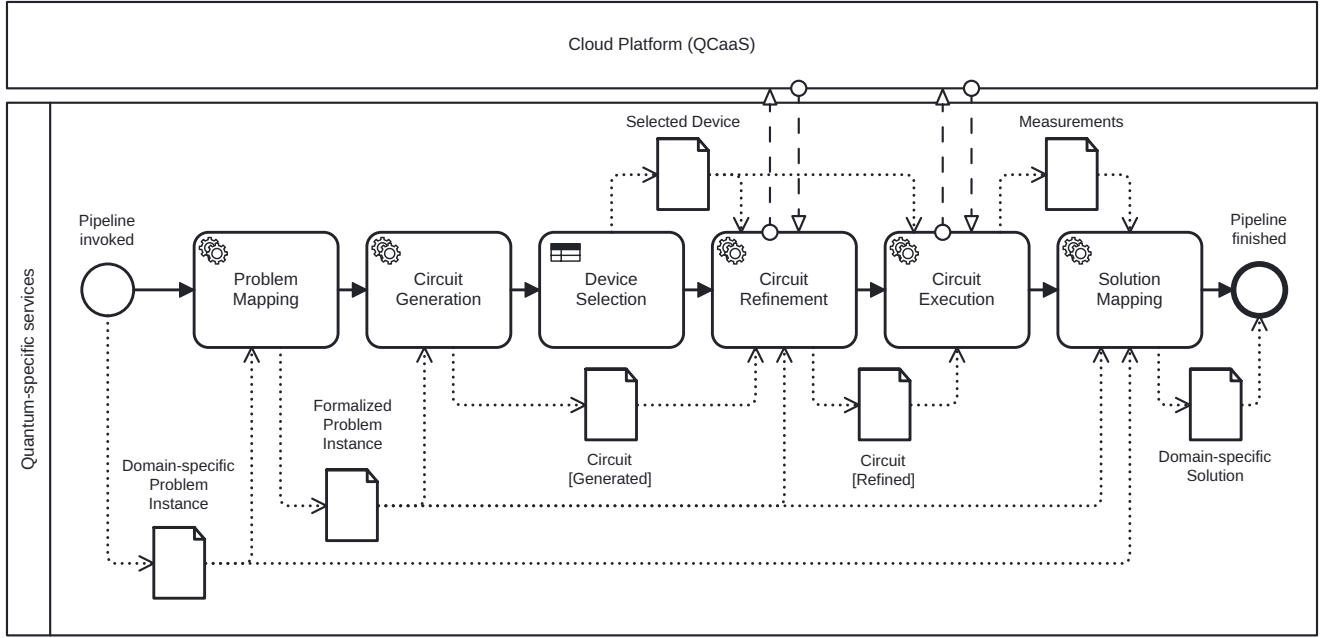 Cloud Platform (QCaaS)
Quantum-specific services
Selected Device
Measurements
Pipeline
invoked
Problem
Mapping
Circuit
Generation
Device
Selection
Circuit
Refinement
Circuit
Execution
Solution
Mapping
Pipeline
finished
Formalized
Problem
Instance
Domain-specific
Problem
Instance
Circuit
[Generated]
Circuit
[Refined]
Domain-specific
Solution